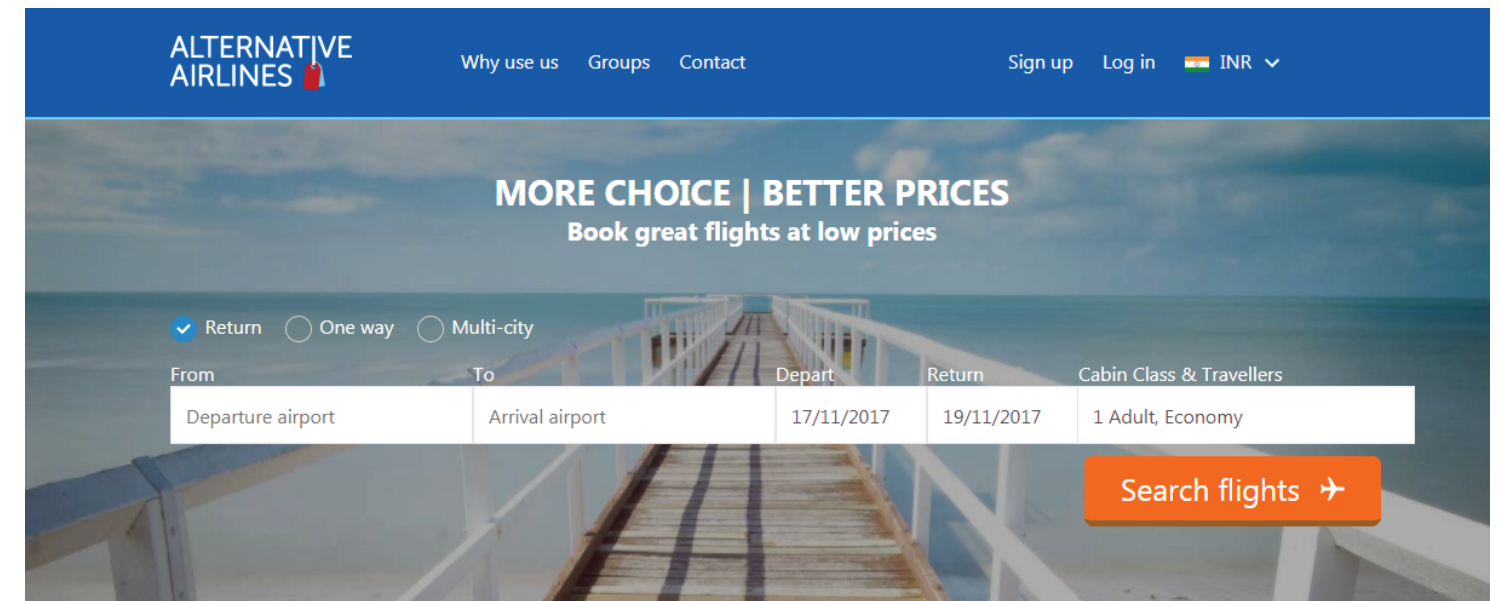 ALTERNATIVE
AIRLINES
Why use us Groups Contact Sign up Log in INR
MORE CHOICE | BETTER PRICES
Book great flights at low prices
Return One way Multi-city
From To Depart Return Cabin Class & Travellers
Departure airport Arrival airport 17/11/2017 19/11/2017 1 Adult, Economy
Search flights